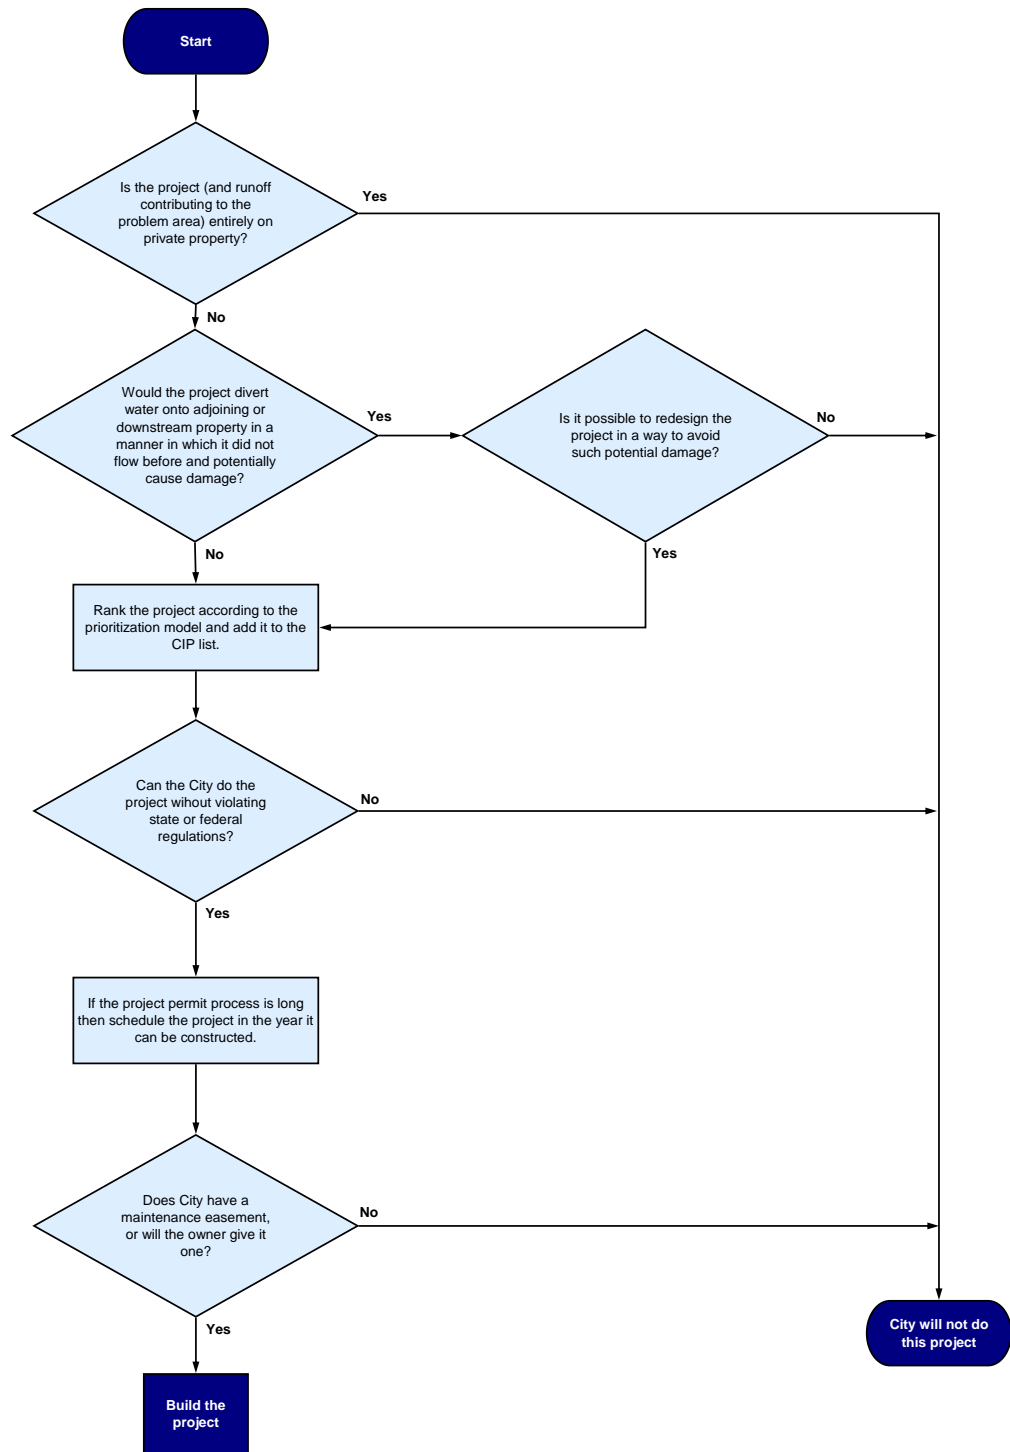 Start
Is the project (and runoff
contributing to the
problem area) entirely on
private property?
Yes
No
Would the project divert
water onto adjoining or
downstream property in a
manner in which it did not
flow before and potentially
cause damage?
Yes
Is it possible to redesign the
project in a way to avoid
such potential damage?
No
No
Yes
Rank the project according to the
prioritization model and add it to the
CIP list.
Can the City do the
project wihout violating
state or federal
regulations?
No
Yes
If the project permit process is long
then schedule the project in the year it
can be constructed.
Does City have a
maintenance easement,
or will the owner give it
one?
No
Yes
City will not do
this project
Build the
project